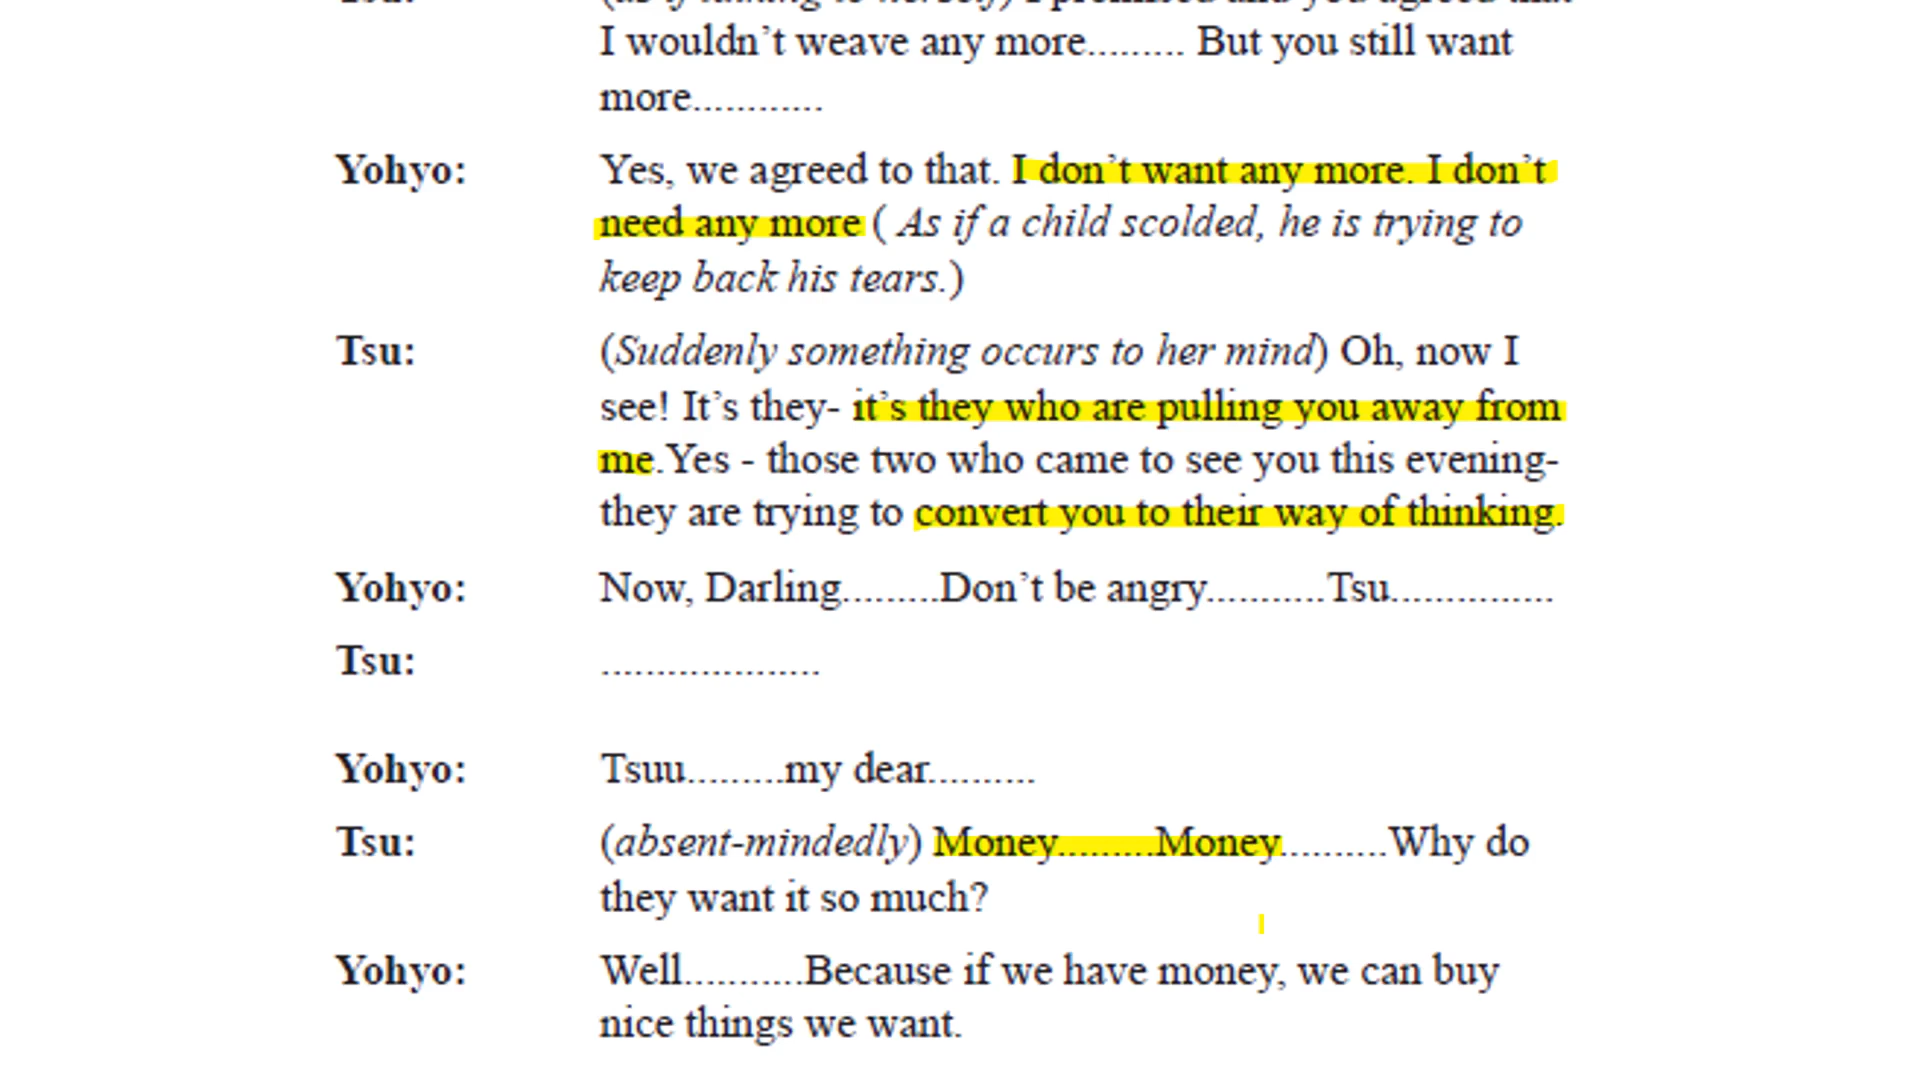 I wouldn't weave any more......... But you still want
more............
Yohyo: Yes, we agreed to that. I don't want any more. I don't
need any more ( As if a child scolded, he is trying to
keep back his tears.)
Tsu: (Suddenly something occurs to her mind) Oh, now I
see! It's they- it's they who are pulling you away from
me.Yes - those two who came to see you this evening-
they are trying to convert you to their way of thinking.
Yohyo: Now, Darling.........Don't be angry...........Tsu...............
Tsu: ....................
Yohyo: Tsuu.........my dear..........
Tsu: (absent-mindedly) Money.........Money..........Why do
they want it so much?
Yohyo: Well...........Because if we have money, we can buy
nice things we want.